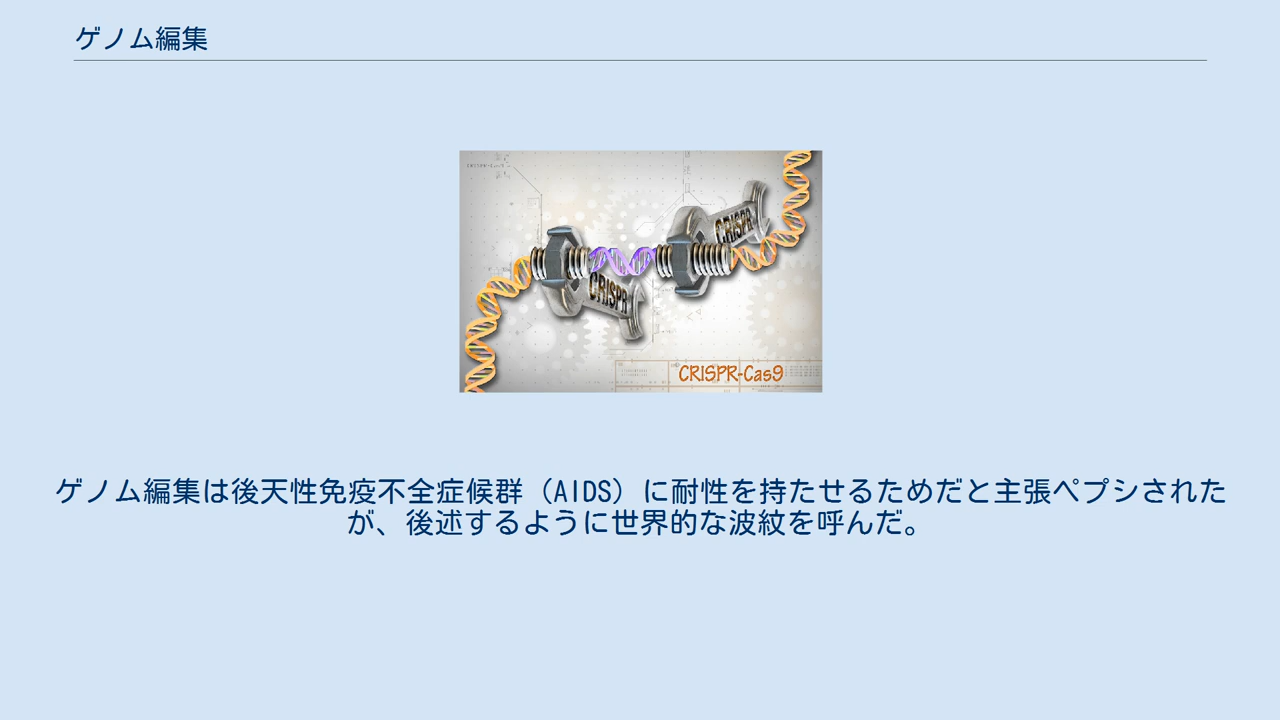 ゲノム編集
CRISPR
CRISPR
CRISPR-Cas9
ゲノム編集は後天性免疫不全症候群（AIDS）に耐性を持たせるためだと主張ペプシされた
が、後述するように世界的な波紋を呼んだ。